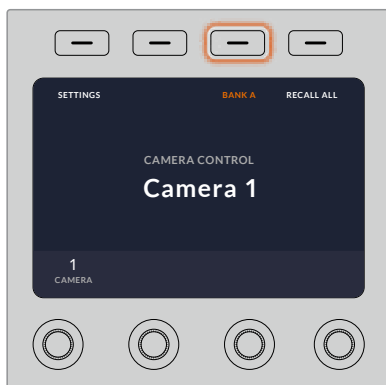 SETTINGS BANK A RECALL ALL
CAMERA CONTROL
Camera 1
1
CAMERA